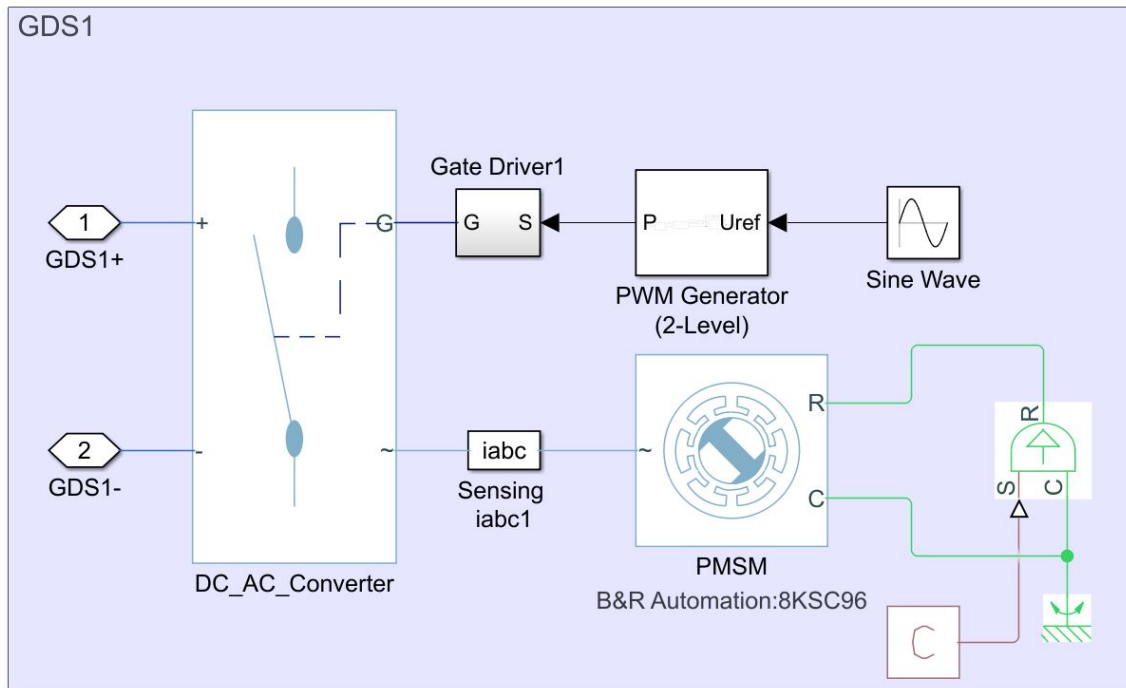 GDS1
Gate Driver1
1
+
G
G S
P Uref
GDS1+
Sine Wave
PWM Generator
(2-Level)
R
R
2
-
~
iabc
~
S
C
GDS1-
Sensing
iabc1
C
DC_AC_Converter
PMSM
B&R Automation:8KSC96
C